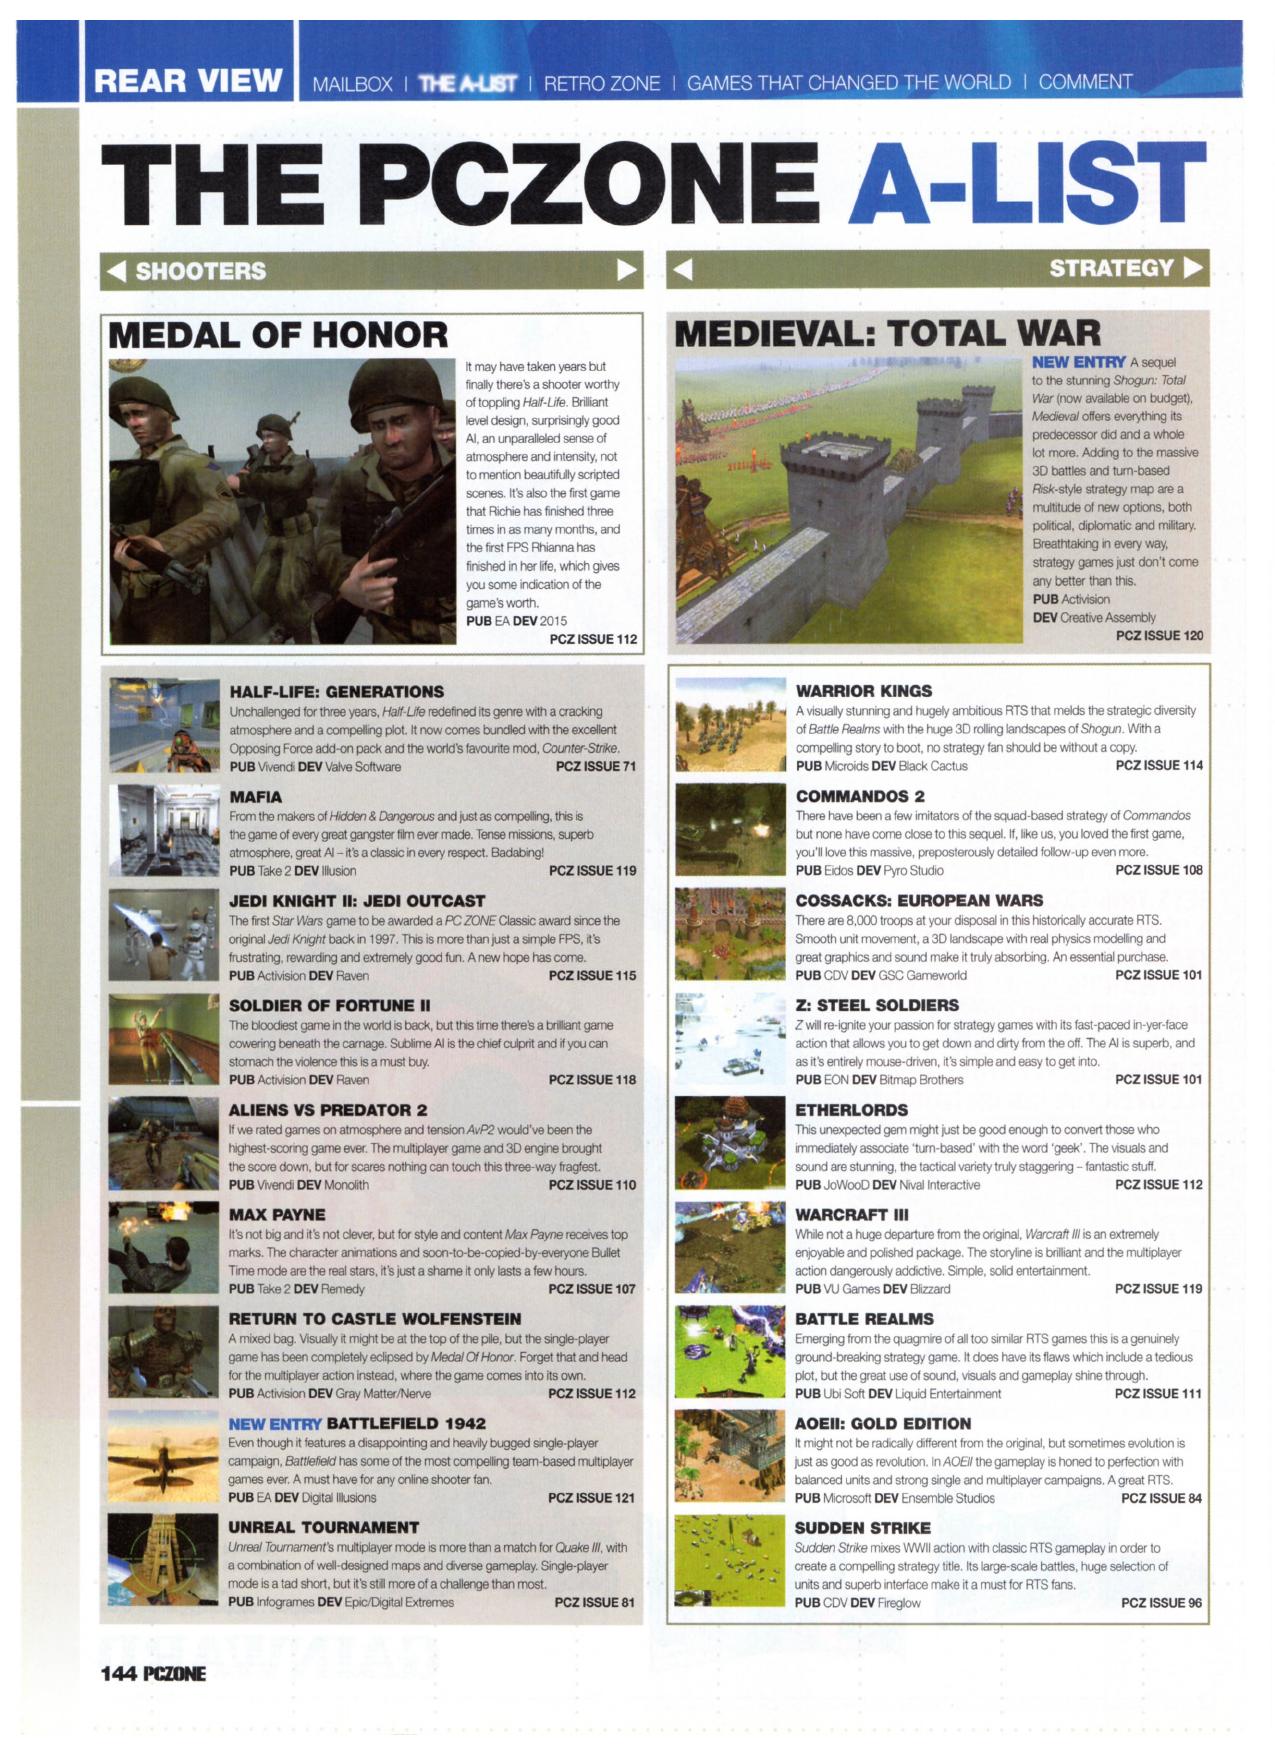 REAR VIEW
MAILBOX | THE A-LIST | RETRO ZONE | GAMES THAT CHANGED THE WORLD | COMMENT
THE PCZONE A-LIST
SHOOTERS
MEDAL OF HONOR
It may have taken years but
finally there's a shooter worthy
of toppling Half-Life. Brilliant
level design, surprisingly good
AI, an unparalleled sense of
atmosphere and intensity, not
to mention beautifully scripted
scenes. It's also the first game
that Richie has finished three
times in as many months, and
the first FPS Rhianna has
finished in her life, which gives
you some indication of the
game's worth.
PUB EA DEV 2015
PCZ ISSUE 112
HALF-LIFE: GENERATIONS
Unchallenged for three years, Half-Life redefined its genre with a cracking
atmosphere and a compelling plot. It now comes bundled with the excellent
Opposing Force add-on pack and the world's favourite mod, Counter-Strike.
PUB Vivendi DEV Valve Software PCZ ISSUE 71
MAFIA
From the makers of Hidden & Dangerous and just as compelling, this is
the game of every great gangster film ever made. Tense missions, superb
atmosphere, great AI – it's a classic in every respect. Badabing!
PUB Take 2 DEV Illusion PCZ ISSUE 119
JEDI KNIGHT II: JEDI OUTCAST
The first Star Wars game to be awarded a PC ZONE Classic award since the
original Jedi Knight back in 1997. This is more than just a simple FPS, it's
frustrating, rewarding and extremely good fun. A new hope has come.
PUB Activision DEV Raven PCZ ISSUE 115
SOLDIER OF FORTUNE II
The bloodiest game in the world is back, but this time there's a brilliant game
cowering beneath the carnage. Sublime AI is the chief culprit and if you can
stomach the violence this is a must buy.
PUB Activision DEV Raven PCZ ISSUE 118
ALIENS VS PREDATOR 2
If we rated games on atmosphere and tension AvP2 would've been the
highest-scoring game ever. The multiplayer game and 3D engine brought
the score down, but for scares nothing can touch this three-way fragfest.
PUB Vivendi DEV Monolith PCZ ISSUE 110
MAX PAYNE
It's not big and it's not clever, but for style and content Max Payne receives top
marks. The character animations and soon-to-be-copied-by-everyone Bullet
Time mode are the real stars, it's just a shame it only lasts a few hours.
PUB Take 2 DEV Remedy PCZ ISSUE 107
RETURN TO CASTLE WOLFENSTEIN
A mixed bag. Visually it might be at the top of the pile, but the single-player
game has been completely eclipsed by Medal Of Honor. Forget that and head
for the multiplayer action instead, where the game comes into its own.
PUB Activision DEV Gray Matter/Nerve PCZ ISSUE 112
NEW ENTRY BATTLEFIELD 1942
Even though it features a disappointing and heavily bugged single-player
campaign, Battlefield has some of the most compelling team-based multiplayer
games ever. A must have for any online shooter fan.
PUB EA DEV Digital Illusions PCZ ISSUE 121
UNREAL TOURNAMENT
Unreal Tournament's multiplayer mode is more than a match for Quake III, with
a combination of well-designed maps and diverse gameplay. Single-player
mode is a tad short, but it's still more of a challenge than most.
PUB Infogrames DEV Epic/Digital Extremes PCZ ISSUE 81
STRATEGY
MEDIEVAL: TOTAL WAR
NEW ENTRY A sequel
to the stunning Shogun: Total
War (now available on budget),
Medieval offers everything its
predecessor did and a whole
lot more. Adding to the massive
3D battles and turn-based
Risk-style strategy map are a
multitude of new options, both
political, diplomatic and military.
Breathtaking in every way,
strategy games just don't come
any better than this.
PUB Activision
DEV Creative Assembly
PCZ ISSUE 120
WARRIOR KINGS
A visually stunning and hugely ambitious RTS that melds the strategic diversity
of Battle Realms with the huge 3D rolling landscapes of Shogun. With a
compelling story to boot, no strategy fan should be without a copy.
PUB Microids DEV Black Cactus PCZ ISSUE 114
COMMANDOS 2
There have been a few imitators of the squad-based strategy of Commandos
but none have come close to this sequel. If, like us, you loved the first game,
you'll love this massive, preposterously detailed follow-up even more.
PUB Eidos DEV Pyro Studio PCZ ISSUE 108
COSSACKS: EUROPEAN WARS
There are 8,000 troops at your disposal in this historically accurate RTS.
Smooth unit movement, a 3D landscape with real physics modelling and
great graphics and sound make it truly absorbing. An essential purchase.
PUB CDV DEV GSC Gameworld PCZ ISSUE 101
Z: STEEL SOLDIERS
Z will re-ignite your passion for strategy games with its fast-paced in-yer-face
action that allows you to get down and dirty from the off. The AI is superb, and
as it's entirely mouse-driven, it's simple and easy to get into.
PUB EON DEV Bitmap Brothers PCZ ISSUE 101
ETHERLORDS
This unexpected gem might just be good enough to convert those who
immediately associate 'turn-based' with the word 'geek'. The visuals and
sound are stunning, the tactical variety truly staggering – fantastic stuff.
PUB JoWooD DEV Nival Interactive PCZ ISSUE 112
WARCRAFT III
While not a huge departure from the original, Warcraft III is an extremely
enjoyable and polished package. The storyline is brilliant and the multiplayer
action dangerously addictive. Simple, solid entertainment.
PUB VU Games DEV Blizzard PCZ ISSUE 119
BATTLE REALMS
Emerging from the quagmire of all too similar RTS games this is a genuinely
ground-breaking strategy game. It does have its flaws which include a tedious
plot, but the great use of sound, visuals and gameplay shine through.
PUB Ubi Soft DEV Liquid Entertainment PCZ ISSUE 111
AOEII: GOLD EDITION
It might not be radically different from the original, but sometimes evolution is
just as good as revolution. In AOEII the gameplay is honed to perfection with
balanced units and strong single and multiplayer campaigns. A great RTS.
PUB Microsoft DEV Ensemble Studios PCZ ISSUE 84
SUDDEN STRIKE
Sudden Strike mixes WWII action with classic RTS gameplay in order to
create a compelling strategy title. Its large-scale battles, huge selection of
units and superb interface make it a must for RTS fans.
PUB CDV DEV Fireglow PCZ ISSUE 96
144 PCZONE